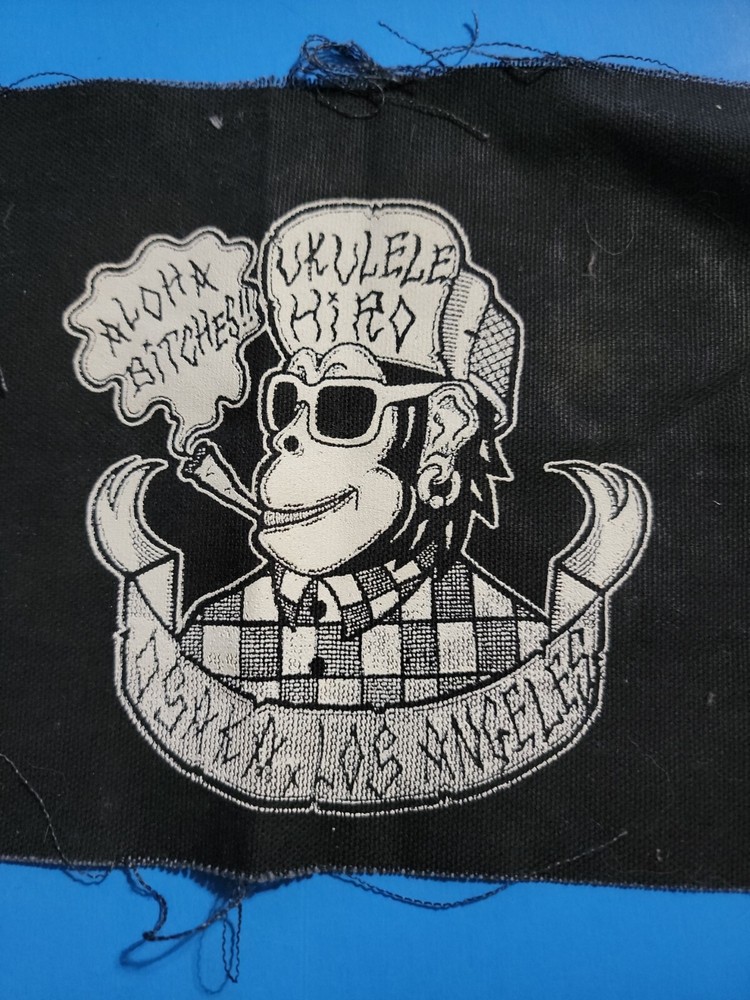 ALOHA
BITCHES!!
UKULELE
HiRO
OSAKA x LOS ANGELES